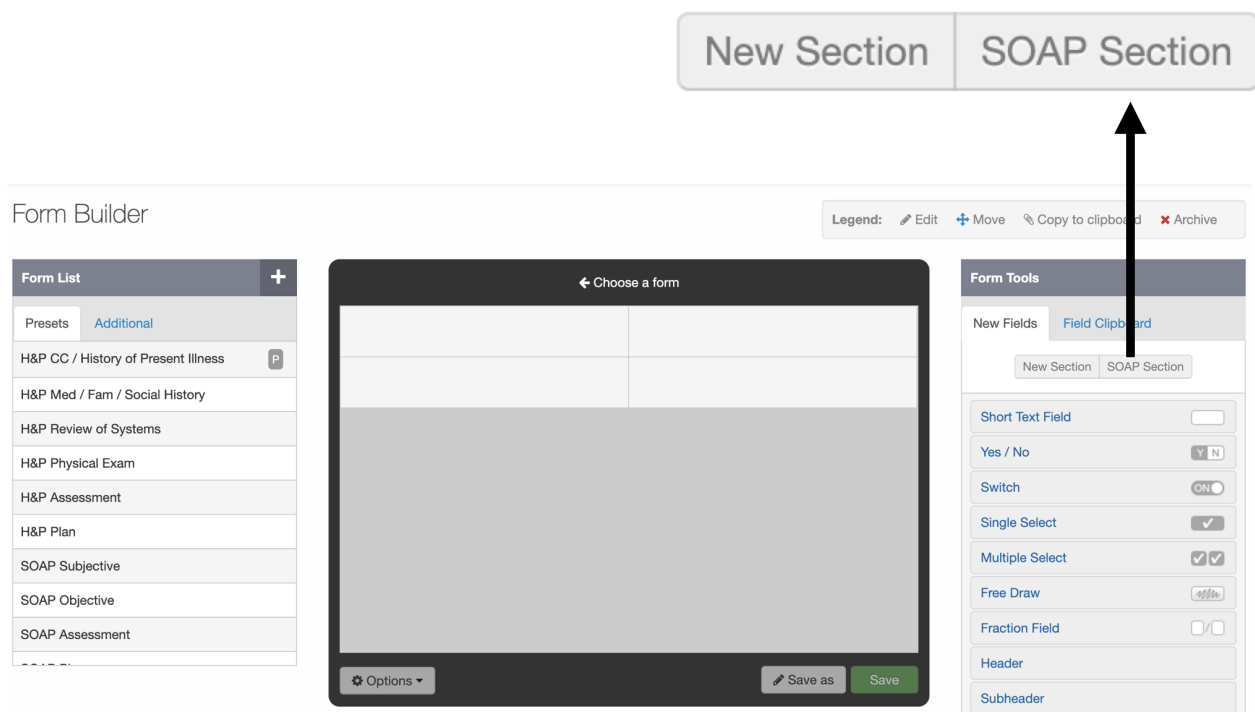 New Section SOAP Section
Form Builder
Legend: Edit Move Copy to clipboard Archive
Form List +
Presets Additional
H&P CC / History of Present Illness P
H&P Med / Fam / Social History
H&P Review of Systems
H&P Physical Exam
H&P Assessment
H&P Plan
SOAP Subjective
SOAP Objective
SOAP Assessment
Choose a form
Options
Save as Save
Form Tools
New Fields Field Clipboard
New Section SOAP Section
Short Text Field
Yes / No Y N
Switch ON
Single Select
Multiple Select
Free Draw
Fraction Field /
Header
Subheader